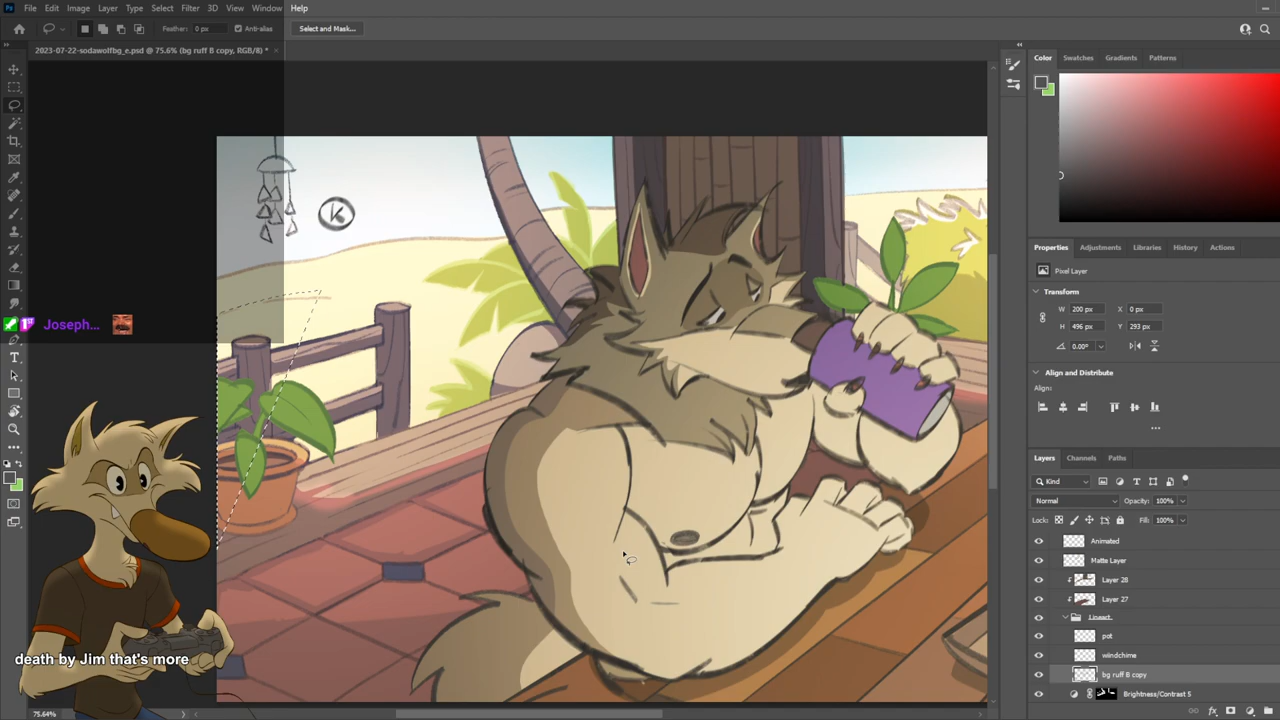 File Edit Image Layer Type Select Filter 3D View Window Help
Feather: 0 px Anti-alias Select and Mask...
2023-07-22-sodawolfbg_e.psd @ 75.6% (bg ruff B copy, RGB/8) *
Color Swatches Gradients Patterns
Properties Adjustments Libraries History Actions
Pixel Layer
Transform
W 200 px X 0 px
H 496 px Y 293 px
0.00°
Align and Distribute
Align:
Joseph...
Layers Channels Paths
Kind
Normal Opacity: 100%
Lock: Fill: 100%
Animated
Matte Layer
Layer 28
Layer 27
Lineart
pot
windchime
bg ruff B copy
Brightness/Contrast 5
death by Jim that's more
75.64%